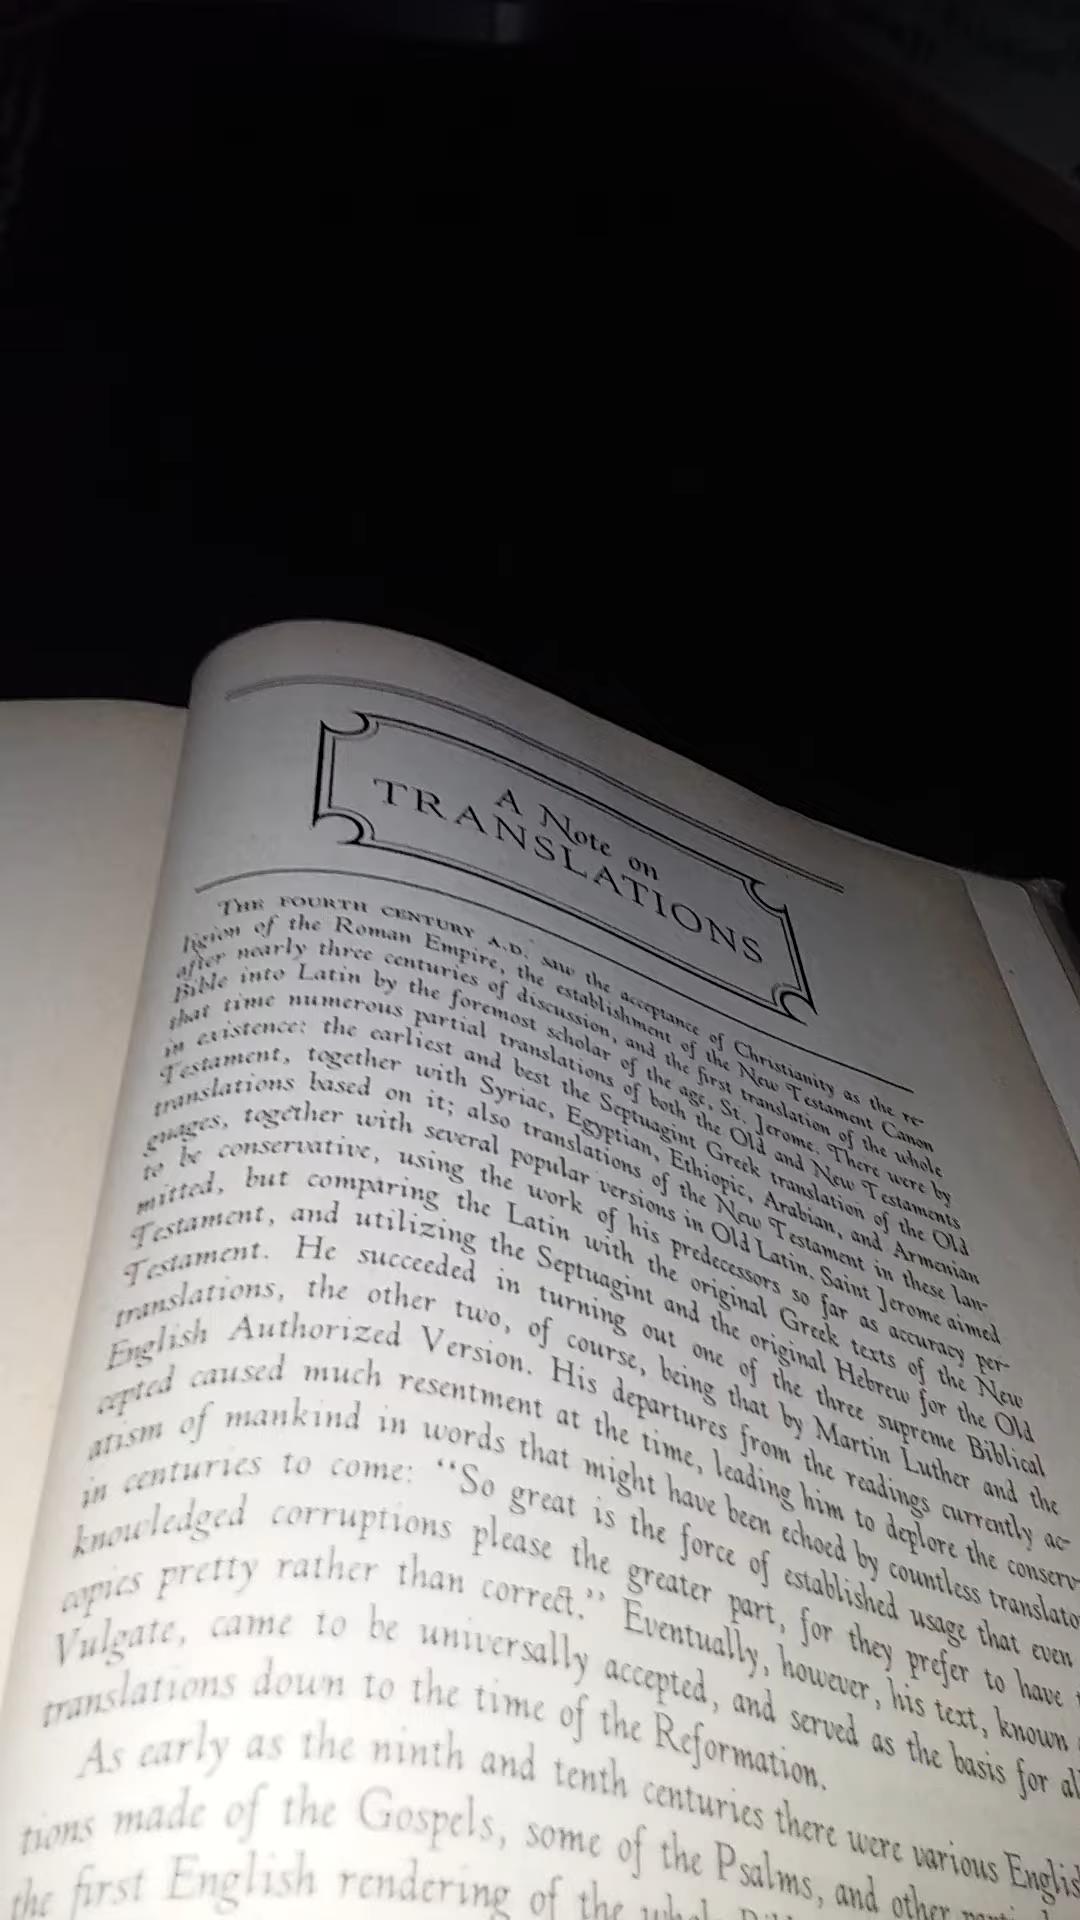 A Note on
TRANSLATIONS
THE FOURTH CENTURY A.D. saw the acceptance of Christianity as the re-
ligion of the Roman Empire, the establishment of the New Testament Canon
after nearly three centuries of discussion, and the first translation of the whole
Bible into Latin by the foremost scholar of the age, St. Jerome. There were by
that time numerous partial translations of both the Old and New Testaments
in existence: the earliest and best the Septuagint Greek translation of the Old
Testament, together with Syriac, Egyptian, Ethiopic, Arabian, and Armenian
translations based on it; also translations of the New Testament in these lan-
guages, together with several popular versions in Old Latin. Saint Jerome aimed
to be conservative, using the work of his predecessors so far as accuracy per-
mitted, but comparing the Latin with the original Greek texts of the New
Testament, and utilizing the Septuagint and the original Hebrew for the Old
Testament. He succeeded in turning out one of the three supreme Biblical
translations, the other two, of course, being that by Martin Luther and the
English Authorized Version. His departures from the readings currently ac-
cepted caused much resentment at the time, leading him to deplore the conserv-
atism of mankind in words that might have been echoed by countless translato
in centuries to come: "So great is the force of established usage that even
knowledged corruptions please the greater part, for they prefer to have
copies pretty rather than correct." Eventually, however, his text, known
Vulgate, came to be universally accepted, and served as the basis for al
translations down to the time of the Reformation.
As early as the ninth and tenth centuries there were various Englis
tions made of the Gospels, some of the Psalms, and other
the first English rendering of the